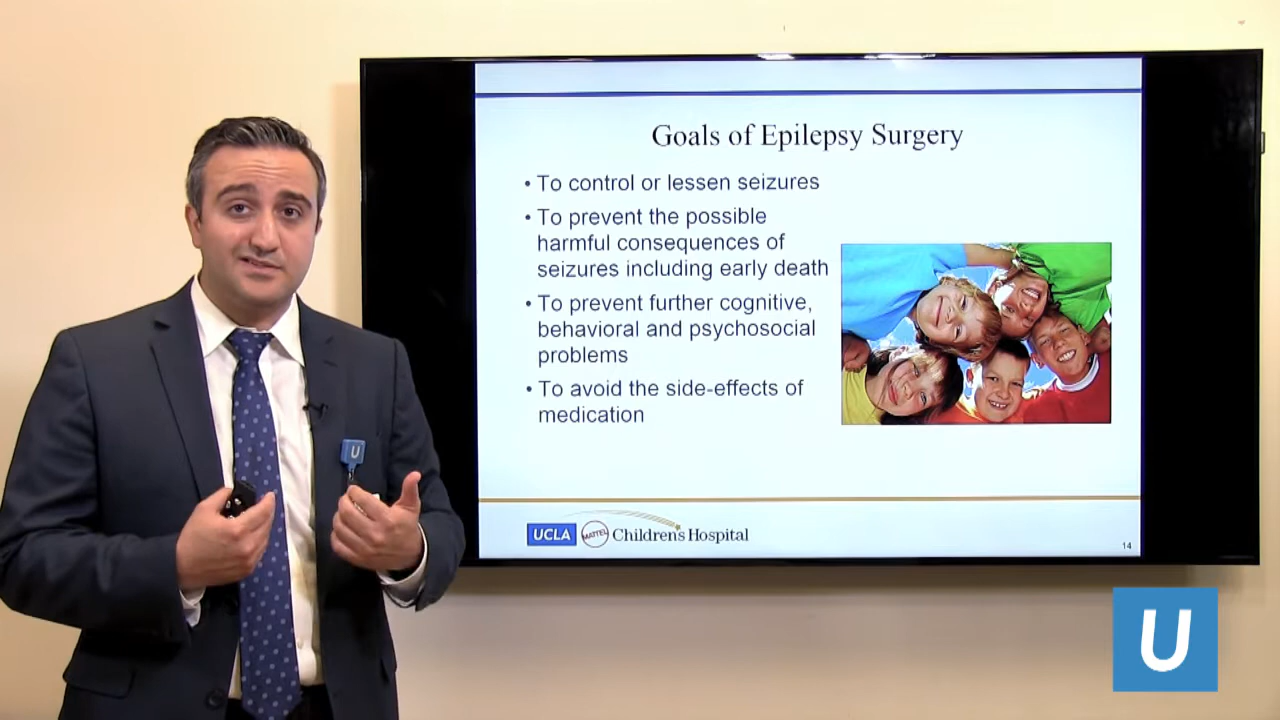 Goals of Epilepsy Surgery
• To control or lessen seizures
• To prevent the possible
harmful consequences of
seizures including early death
• To prevent further cognitive,
behavioral and psychosocial
problems
• To avoid the side-effects of
medication
UCLA MATTEL Children's Hospital
14
U
U